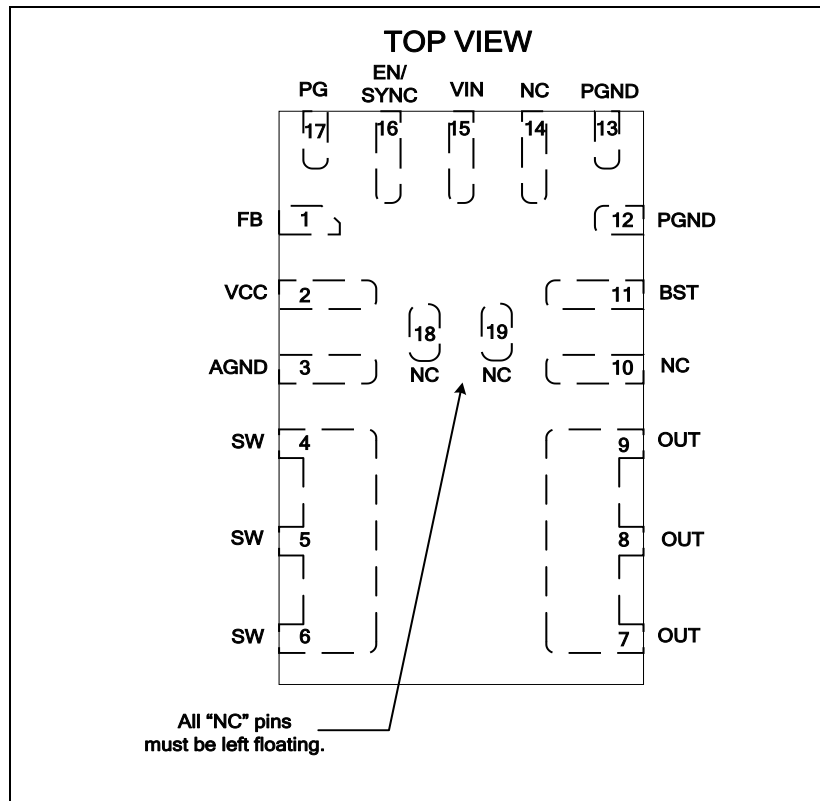 TOP VIEW
PG
EN/
SYNC
VIN
NC
PGND
17
16
15
14
13
FB
1
12
PGND
VCC
2
11
BST
18
19
AGND
3
NC
NC
10
NC
SW
4
9
OUT
SW
5
8
OUT
SW
6
7
OUT
All “NC” pins
must be left floating.